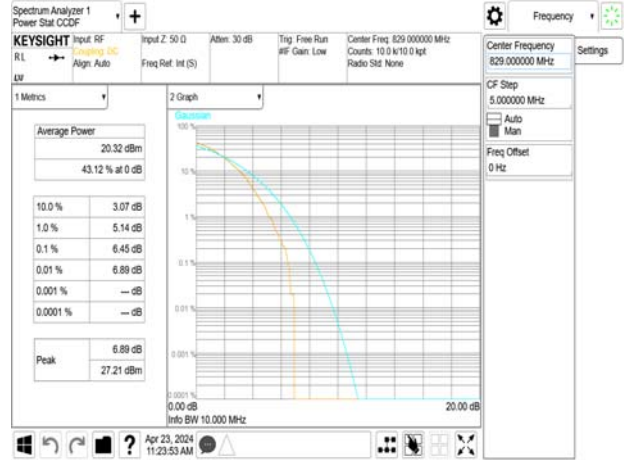 Spectrum Analyzer 1
Power Stat CCDF
+
Frequency
KEYSIGHT
Input: RF
Coupling: DC
Align: Auto
Input Z: 50 Ω
Freq Ref: Int (S)
Atten: 30 dB
Trig: Free Run
#IF Gain: Low
Center Freq: 829.000000 MHz
Counts: 10.0 k/10.0 kpt
Radio Std: None
RL
LXI
Center Frequency
829.000000 MHz
Settings
CF Step
5.000000 MHz
Auto
Man
Freq Offset
0 Hz
1 Metrics
2 Graph
Gaussian
Average Power
20.32 dBm
43.12 % at 0 dB
10.0 % 3.07 dB
1.0 % 5.14 dB
0.1 % 6.45 dB
0.01 % 6.89 dB
0.001 % --- dB
0.0001 % --- dB
Peak
6.89 dB
27.21 dBm
100 %
10 %
1 %
0.1 %
0.01 %
0.001 %
0.0001 %
0.00 dB
20.00 dB
Info BW 10.000 MHz
?
Apr 23, 2024
11:23:53 AM